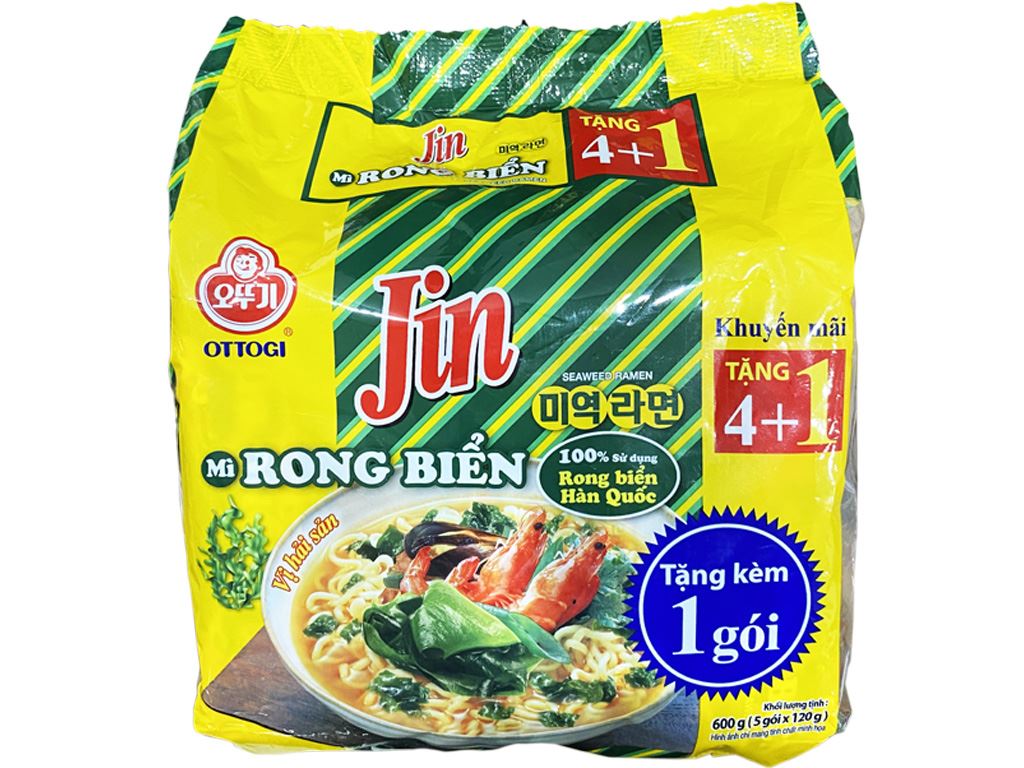 Jin
미역라면
Mì RONG BIỂN
SEAWEED RAMEN
TẶNG
4+1
오뚜기
®
OTTOGI
Jin
SEAWEED RAMEN
미역라면
Mì RONG BIỂN
100% sử dụng
Rong biển
Hàn Quốc
Vị hải sản
Khuyến mãi
TẶNG
4+1
Tặng kèm
1 gói
Khối lượng tịnh :
600 g ( 5 gói x 120 g )
Hình ảnh chỉ mang tính chất minh họa